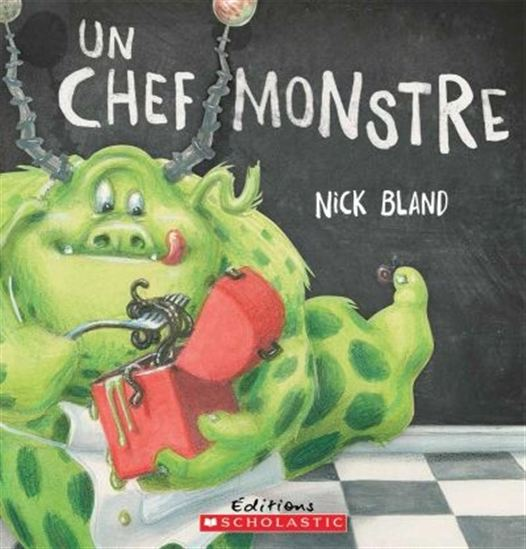 UN
CHEF MONSTRE
NICK BLAND
Éditions
SCHOLASTIC